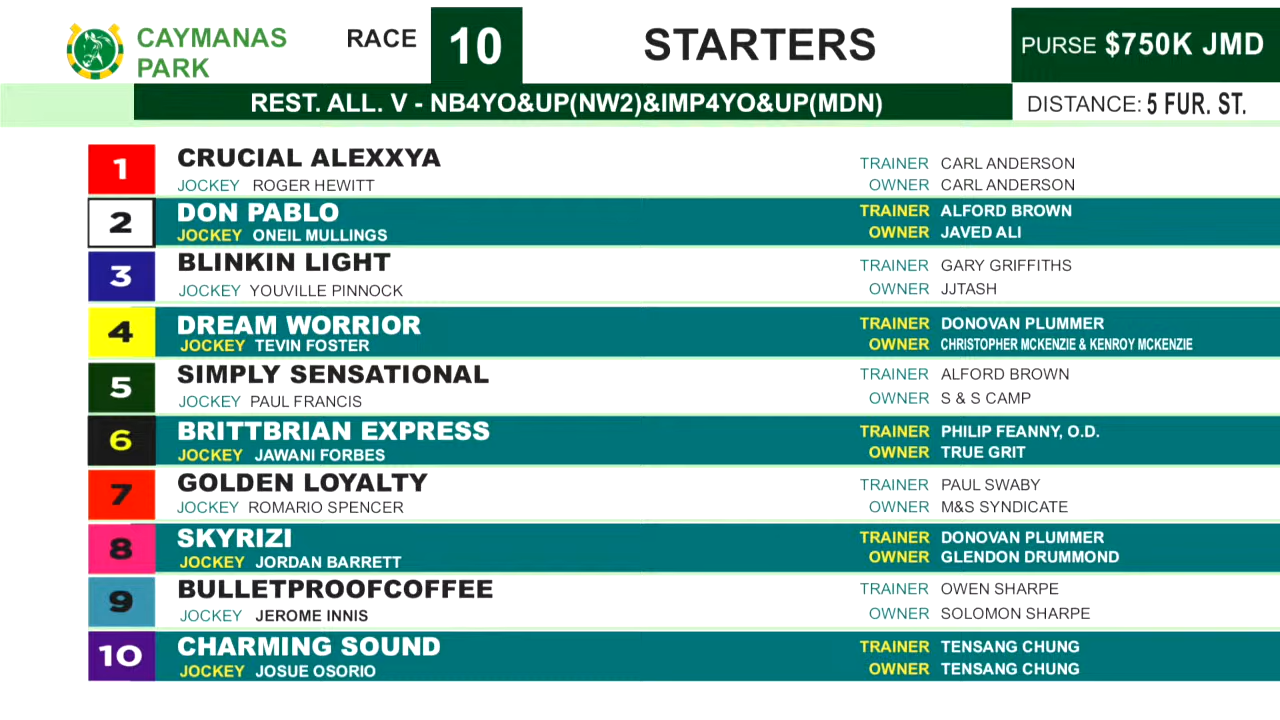 CAYMANAS
PARK
RACE 10 STARTERS PURSE $750K JMD
REST. ALL. V - NB4YO&UP(NW2)&IMP4YO&UP(MDN) DISTANCE: 5 FUR. ST.
1 CRUCIAL ALEXXYA TRAINER CARL ANDERSON
JOCKEY ROGER HEWITT OWNER CARL ANDERSON
2 DON PABLO TRAINER ALFORD BROWN
JOCKEY ONEIL MULLINGS OWNER JAVED ALI
3 BLINKIN LIGHT TRAINER GARY GRIFFITHS
JOCKEY YOUVILLE PINNOCK OWNER JJTASH
4 DREAM WORRIOR TRAINER DONOVAN PLUMMER
JOCKEY TEVIN FOSTER OWNER CHRISTOPHER MCKENZIE & KENROY MCKENZIE
5 SIMPLY SENSATIONAL TRAINER ALFORD BROWN
JOCKEY PAUL FRANCIS OWNER S & S CAMP
6 BRITTBRIAN EXPRESS TRAINER PHILIP FEANNY, O.D.
JOCKEY JAWANI FORBES OWNER TRUE GRIT
7 GOLDEN LOYALTY TRAINER PAUL SWABY
JOCKEY ROMARIO SPENCER OWNER M&S SYNDICATE
8 SKYRIZI TRAINER DONOVAN PLUMMER
JOCKEY JORDAN BARRETT OWNER GLENDON DRUMMOND
9 BULLETPROOFCOFFEE TRAINER OWEN SHARPE
JOCKEY JEROME INNIS OWNER SOLOMON SHARPE
10 CHARMING SOUND TRAINER TENSANG CHUNG
JOCKEY JOSUE OSORIO OWNER TENSANG CHUNG